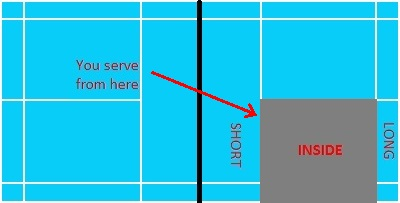 You serve
from here
SHORT
INSIDE
LONG